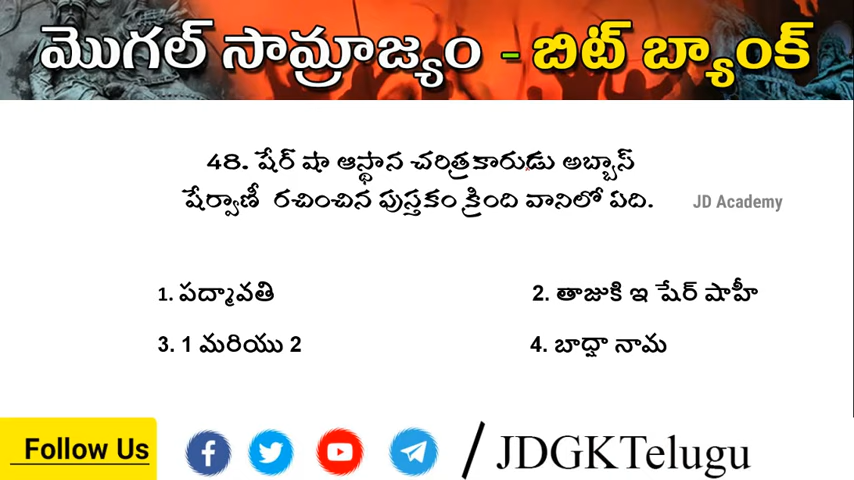 మొగల్ సామ్రాజ్యం - బిట్ బ్యాంక్
48. షేర్ షా ఆస్థాన చరిత్రకారుడు అబ్బాస్
షేర్వాణీ రచించిన పుస్తకం క్రింది వానిలో ఏది.
JD Academy
1. పద్మావతి
2. తాజుకి ఇ షేర్ షాహీ
3. 1 మరియు 2
4. బాద్షా నామ
Follow Us
/JDGKTelugu